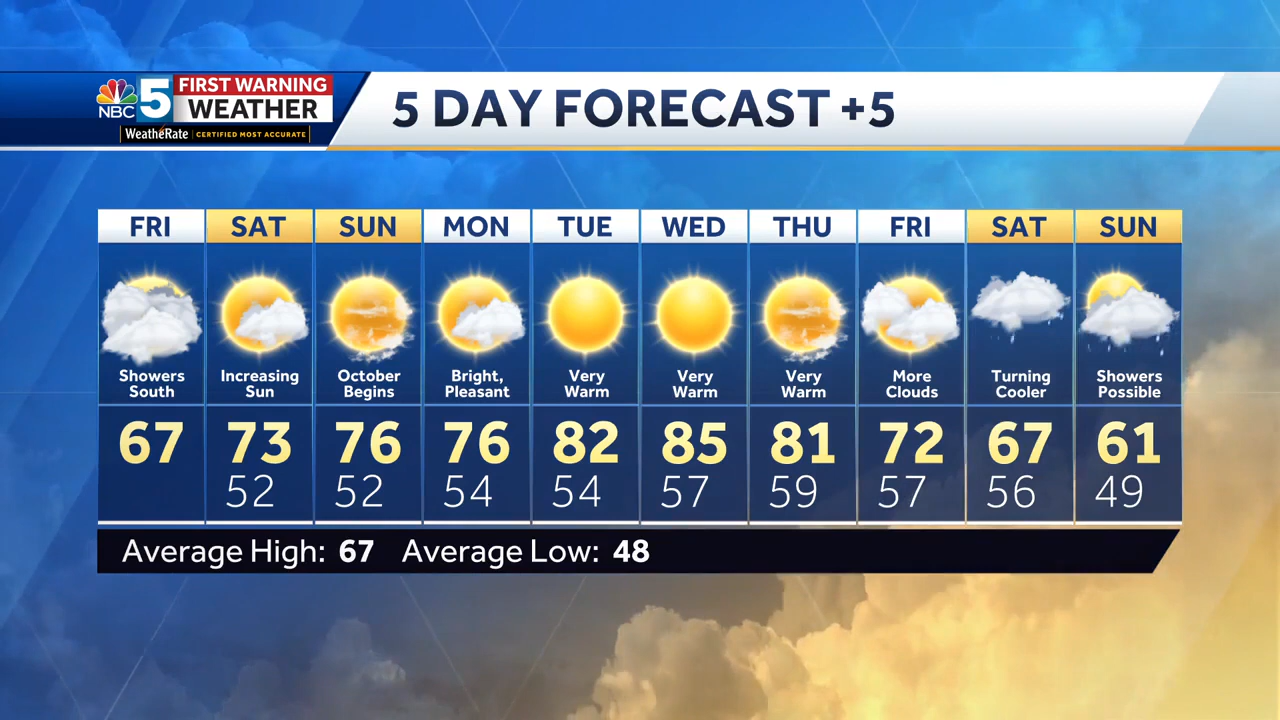 NBC 5 FIRST WARNING
WEATHER
WeatheRate CERTIFIED MOST ACCURATE
5 DAY FORECAST +5
FRI SAT SUN MON TUE WED THU FRI SAT SUN
Showers Increasing October Bright, Very Very Very More Turning Showers
South Sun Begins Pleasant Warm Warm Warm Clouds Cooler Possible
67 73 76 76 82 85 81 72 67 61
52 52 54 54 57 59 57 56 49
Average High: 67 Average Low: 48